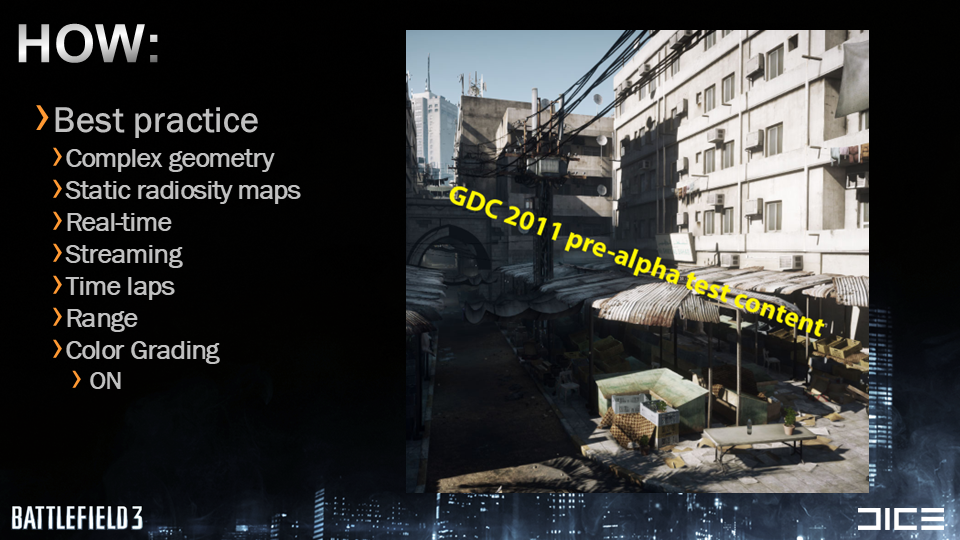 HOW:
Best practice
Complex geometry
Static radiosity maps
Real-time
Streaming
Time laps
Range
Color Grading
ON
GDC 2011 pre-alpha test content
BATTLEFIELD 3
DICE